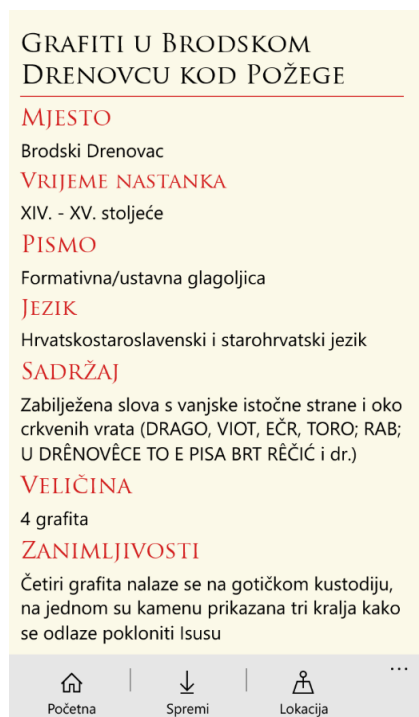 Grafiti u Brodskom
Drenovcu kod Požege
Mjesto
Brodski Drenovac
Vrijeme nastanka
XIV. - XV. stoljeće
Pismo
Formativna/ustavna glagoljica
Jezik
Hrvatskostaroslavenski i starohrvatski jezik
Sadržaj
Zabilježena slova s vanjske istočne strane i oko
crkvenih vrata (DRAGO, VIOT, EČR, TORO; RAB;
U DRÊNOVÊCE TO E PISA BRT RÊČIĆ i dr.)
Veličina
4 grafita
Zanimljivosti
Četiri grafita nalaze se na gotičkom kustodiju,
na jednom su kamenu prikazana tri kralja kako
se odlaze pokloniti Isusu
Početna Spremi Lokacija ...